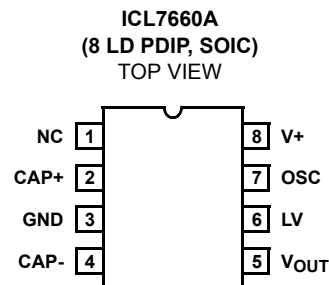 ICL7660A
(8 LD PDIP, SOIC)
TOP VIEW
NC 1 8 V+
CAP+ 2 7 OSC
GND 3 6 LV
CAP- 4 5 VOUT